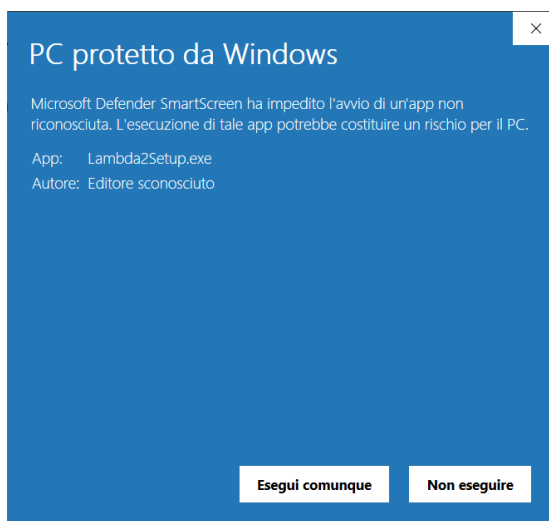 PC protetto da Windows
Microsoft Defender SmartScreen ha impedito l'avvio di un'app non
riconosciuta. L'esecuzione di tale app potrebbe costituire un rischio per il PC.
App: Lambda2Setup.exe
Autore: Editore sconosciuto
Esegui comunque Non eseguire